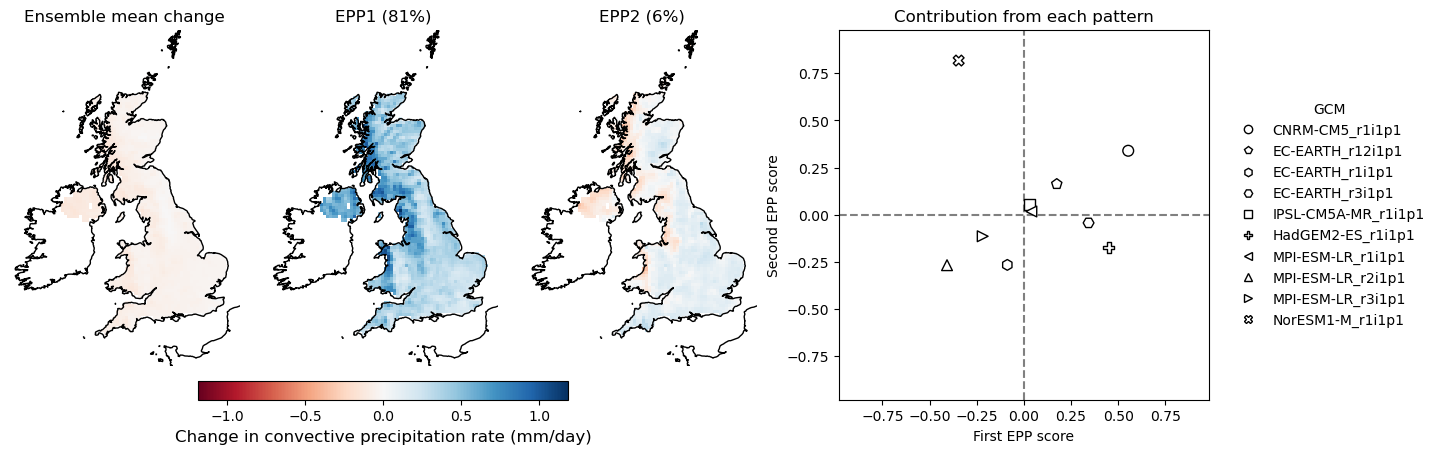 Ensemble mean change
EPP1 (81%)
EPP2 (6%)
−1.0 −0.5 0.0 0.5 1.0
Change in convective precipitation rate (mm/day)
Contribution from each pattern
Second EPP score
0.75
0.50
0.25
0.00
−0.25
−0.50
−0.75
−0.75 −0.50 −0.25 0.00 0.25 0.50 0.75
First EPP score
GCM
CNRM-CM5_r1i1p1
EC-EARTH_r12i1p1
EC-EARTH_r1i1p1
EC-EARTH_r3i1p1
IPSL-CM5A-MR_r1i1p1
HadGEM2-ES_r1i1p1
MPI-ESM-LR_r1i1p1
MPI-ESM-LR_r2i1p1
MPI-ESM-LR_r3i1p1
NorESM1-M_r1i1p1